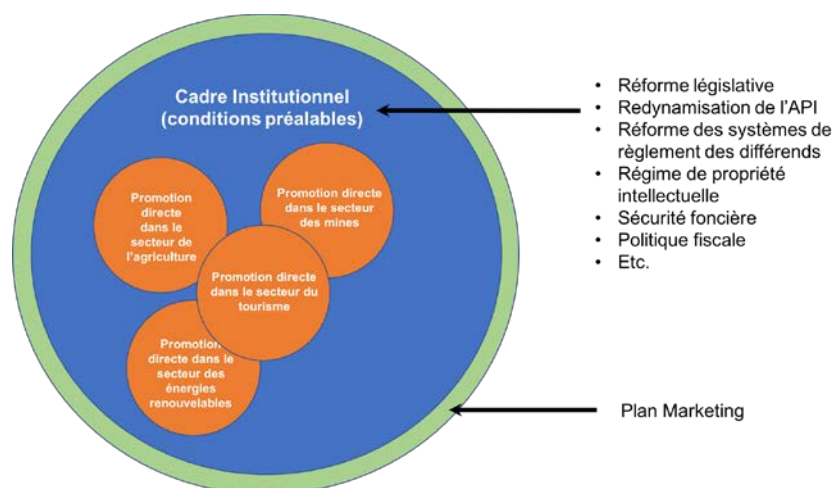 Cadre Institutionnel
(conditions préalables)
Promotion
directe
dans le
secteur de
l'agriculture
Promotion directe
dans le secteur
des mines
Promotion directe
dans le secteur du
tourisme
Promotion
directe dans le
secteur des
énergies
renouvelables
• Réforme législative
• Redynamisation de l'API
• Réforme des systèmes de
règlement des différends
• Régime de propriété
intellectuelle
• Sécurité foncière
• Politique fiscale
• Etc.
Plan Marketing